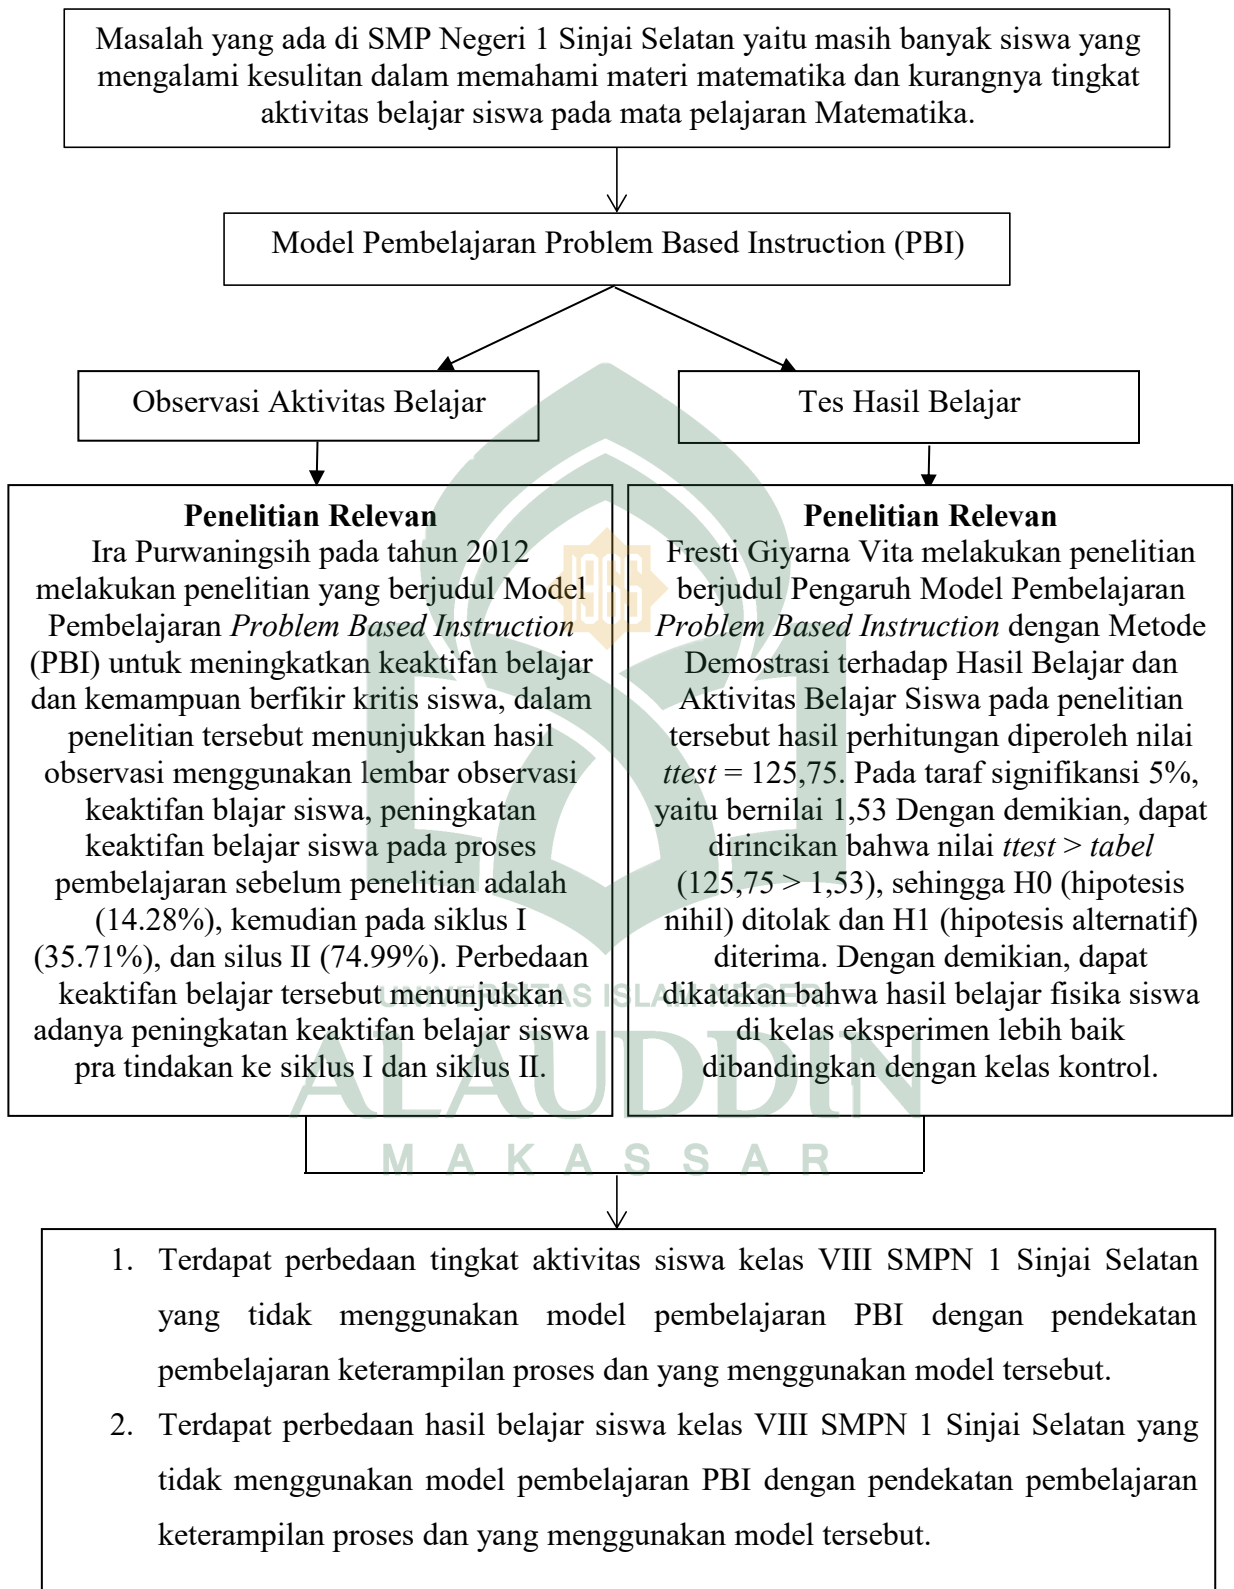 Masalah yang ada di SMP Negeri 1 Sinjai Selatan yaitu masih banyak siswa yang
mengalami kesulitan dalam memahami materi matematika dan kurangnya tingkat
aktivitas belajar siswa pada mata pelajaran Matematika.
Model Pembelajaran Problem Based Instruction (PBI)
Observasi Aktivitas Belajar
Tes Hasil Belajar
Penelitian Relevan
Ira Purwaningsih pada tahun 2012
melakukan penelitian yang berjudul Model
Pembelajaran Problem Based Instruction
(PBI) untuk meningkatkan keaktifan belajar
dan kemampuan berfikir kritis siswa, dalam
penelitian tersebut menunjukkan hasil
observasi menggunakan lembar observasi
keaktifan blajar siswa, peningkatan
keaktifan belajar siswa pada proses
pembelajaran sebelum penelitian adalah
(14.28%), kemudian pada siklus I
(35.71%), dan silus II (74.99%). Perbedaan
keaktifan belajar tersebut menunjukkan
adanya peningkatan keaktifan belajar siswa
pra tindakan ke siklus I dan siklus II.
Penelitian Relevan
Fresti Giyarna Vita melakukan penelitian
berjudul Pengaruh Model Pembelajaran
Problem Based Instruction dengan Metode
Demostrasi terhadap Hasil Belajar dan
Aktivitas Belajar Siswa pada penelitian
tersebut hasil perhitungan diperoleh nilai
ttest = 125,75. Pada taraf signifikansi 5%,
yaitu bernilai 1,53 Dengan demikian, dapat
dirincikan bahwa nilai ttest > tabel
(125,75 > 1,53), sehingga H0 (hipotesis
nihil) ditolak dan H1 (hipotesis alternatif)
diterima. Dengan demikian, dapat
dikatakan bahwa hasil belajar fisika siswa
di kelas eksperimen lebih baik
dibandingkan dengan kelas kontrol.
1965
UNIVERSITAS ISLAM NEGERI
ALAUDDIN
MAKASSAR
1. Terdapat perbedaan tingkat aktivitas siswa kelas VIII SMPN 1 Sinjai Selatan
yang tidak menggunakan model pembelajaran PBI dengan pendekatan
pembelajaran keterampilan proses dan yang menggunakan model tersebut.
2. Terdapat perbedaan hasil belajar siswa kelas VIII SMPN 1 Sinjai Selatan yang
tidak menggunakan model pembelajaran PBI dengan pendekatan pembelajaran
keterampilan proses dan yang menggunakan model tersebut.